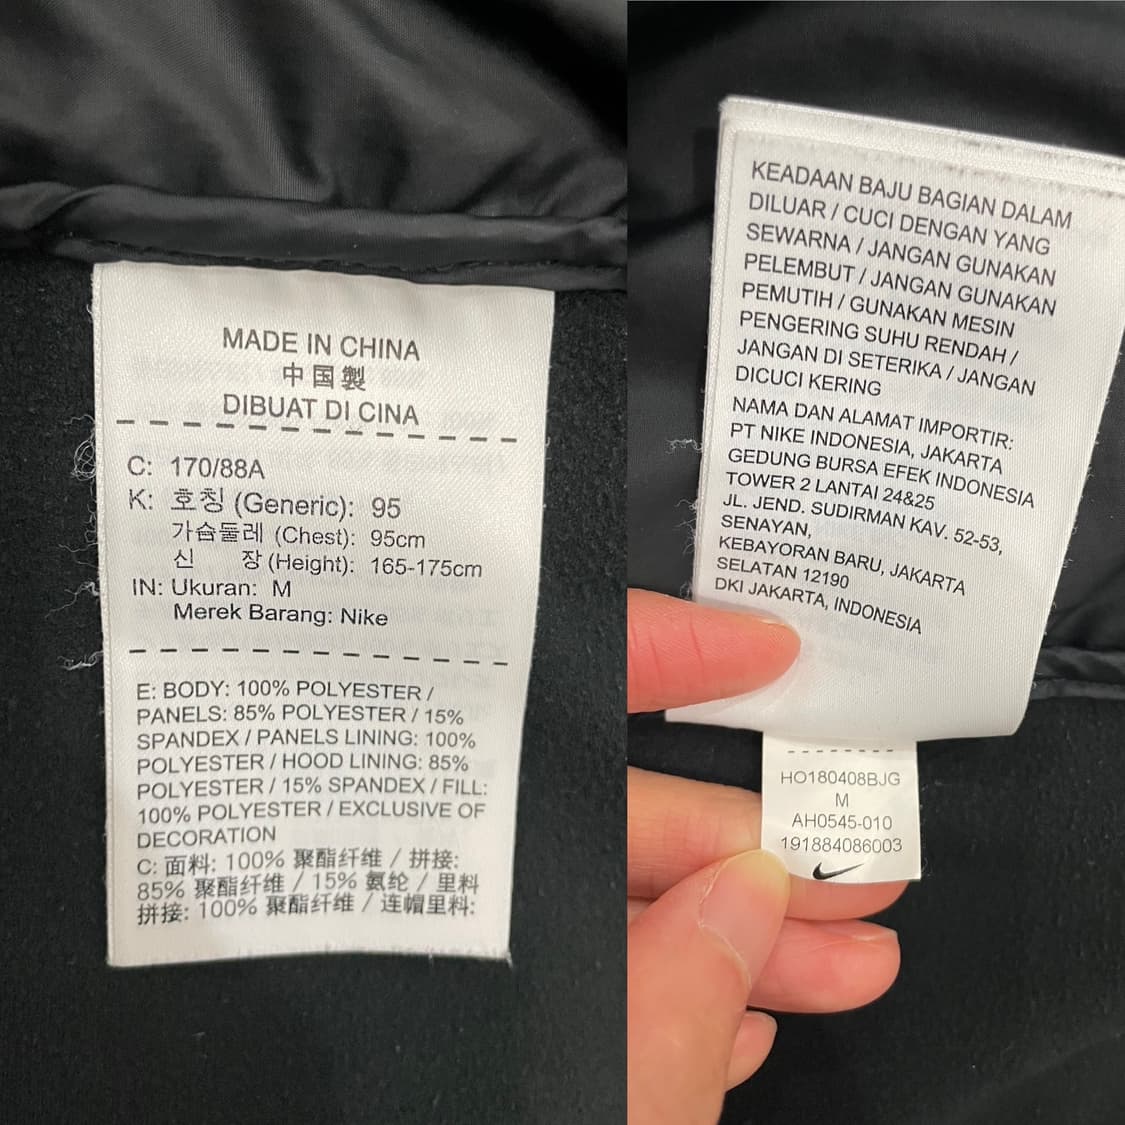 MADE IN CHINA
中国製
DIBUAT DI CINA
C: 170/88A
K: 호칭 (Generic): 95
가슴둘레 (Chest): 95cm
신 장 (Height): 165-175cm
IN: Ukuran: M
Merek Barang: Nike
E: BODY: 100% POLYESTER /
PANELS: 85% POLYESTER / 15%
SPANDEX / PANELS LINING: 100%
POLYESTER / HOOD LINING: 85%
POLYESTER / 15% SPANDEX / FILL:
100% POLYESTER / EXCLUSIVE OF
DECORATION
C: 面料: 100% 聚酯纤维 / 拼接:
85% 聚酯纤维 / 15% 氨纶 / 里料
拼接: 100% 聚酯纤维 / 连帽里料:
KEADAAN BAJU BAGIAN DALAM
DILUAR / CUCI DENGAN YANG
SEWARNA / JANGAN GUNAKAN
PELEMBUT / JANGAN GUNAKAN
PEMUTIH / GUNAKAN MESIN
PENGERING SUHU RENDAH /
JANGAN DI SETERIKA / JANGAN
DICUCI KERING
NAMA DAN ALAMAT IMPORTIR:
PT NIKE INDONESIA, JAKARTA
GEDUNG BURSA EFEK INDONESIA
TOWER 2 LANTAI 24&25
JL. JEND. SUDIRMAN KAV. 52-53,
SENAYAN,
KEBAYORAN BARU, JAKARTA
SELATAN 12190
DKI JAKARTA, INDONESIA
HO180408BJG
M
AH0545-010
191884086003